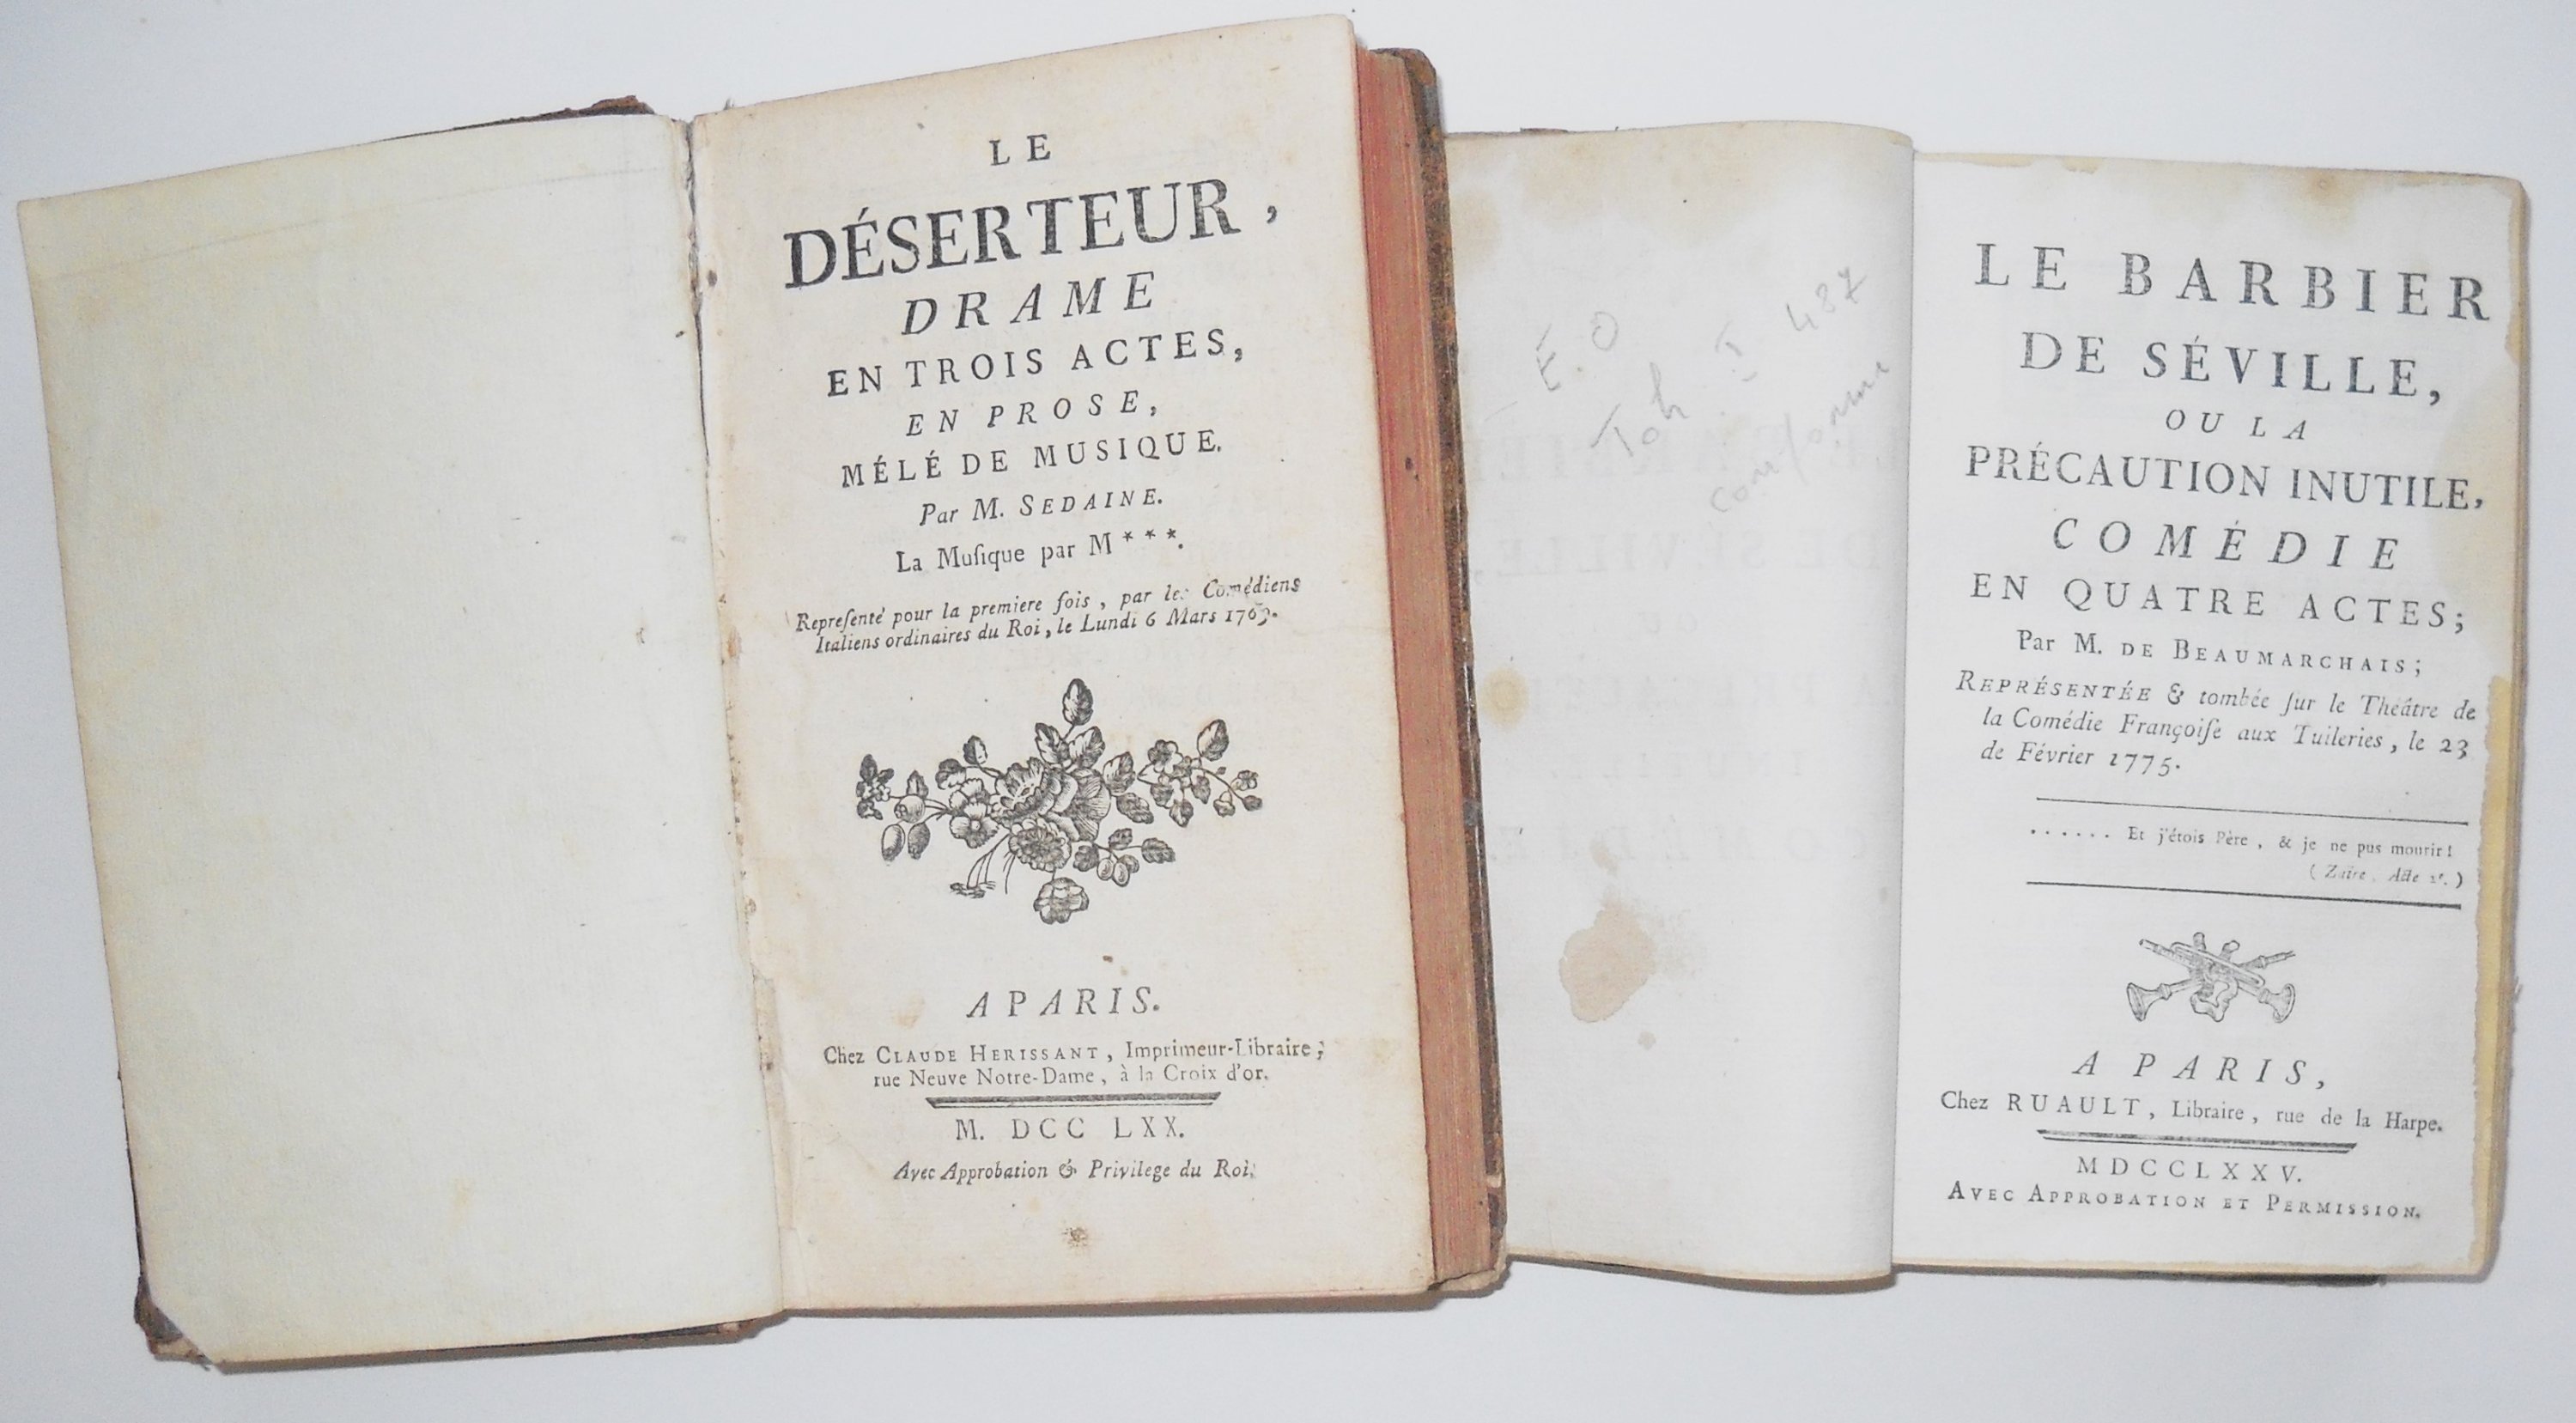 LE
DÉSERTEUR,
DRAME
EN TROIS ACTES,
EN PROSE,
MÉLÉ DE MUSIQUE.
Par M. SEDAINE.
La Muſique par M***.
Repreſenté pour la premiere fois, par les Comédiens
Italiens ordinaires du Roi, le Lundi 6 Mars 1769.
A PARIS.
Chez CLAUDE HERISSANT, Imprimeur-Libraire;
rue Neuve Notre-Dame, à la Croix d'or.
M. DCC LXX.
Avec Approbation & Privilege du Roi.
E.O
Toh I 487
conforme
LE BARBIER
DE SÉVILLE,
OU LA
PRÉCAUTION INUTILE,
COMÉDIE
EN QUATRE ACTES;
Par M. DE BEAUMARCHAIS;
REPRÉSENTÉE & tombée ſur le Théâtre de
la Comédie Françoiſe aux Tuileries, le 23
de Février 1775.
...... Et j'étois Père, & je ne pus mourir!
(Zaïre, Acte 2e.)
A PARIS,
Chez RUAULT, Libraire, rue de la Harpe.
MDCCLXXV.
AVEC APPROBATION ET PERMISSION.